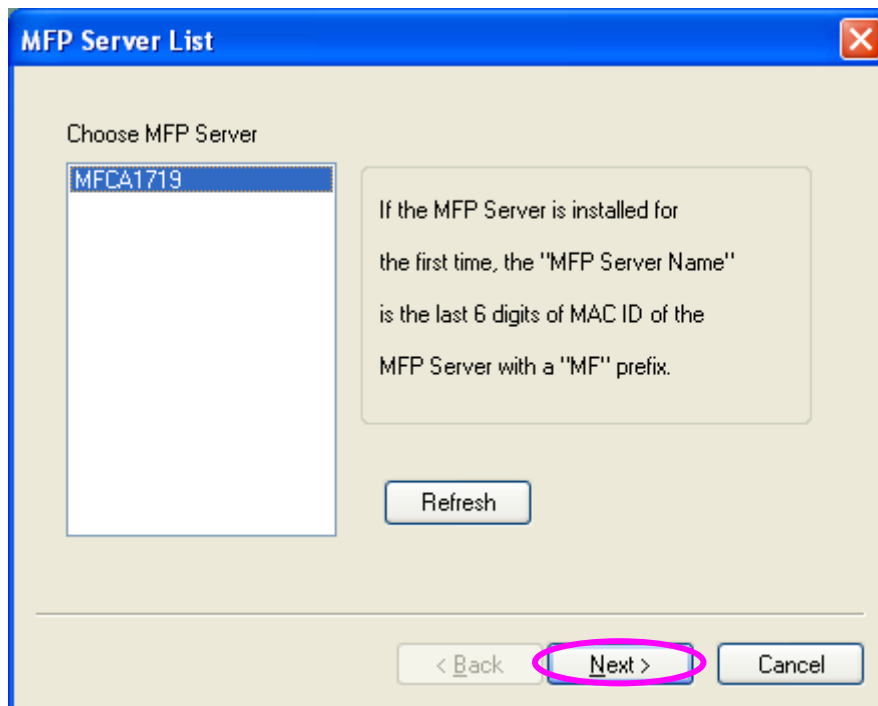 MFP Server List
Choose MFP Server
MFCA1719
If the MFP Server is installed for
the first time, the "MFP Server Name"
is the last 6 digits of MAC ID of the
MFP Server with a "MF" prefix.
Refresh
< Back
Next >
Cancel